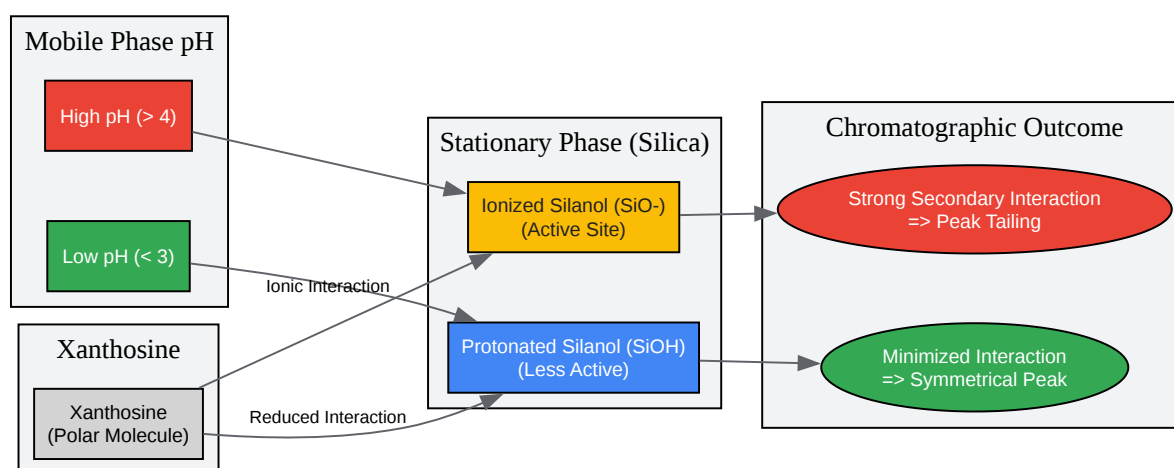 Mobile Phase pH
High pH (> 4)
Low pH (< 3)
Xanthosine
Xanthosine
(Polar Molecule)
Ionic Interaction
Reduced Interaction
Stationary Phase (Silica)
Ionized Silanol (SiO-)
(Active Site)
Protonated Silanol (SiOH)
(Less Active)
Chromatographic Outcome
Strong Secondary Interaction
=> Peak Tailing
Minimized Interaction
=> Symmetrical Peak